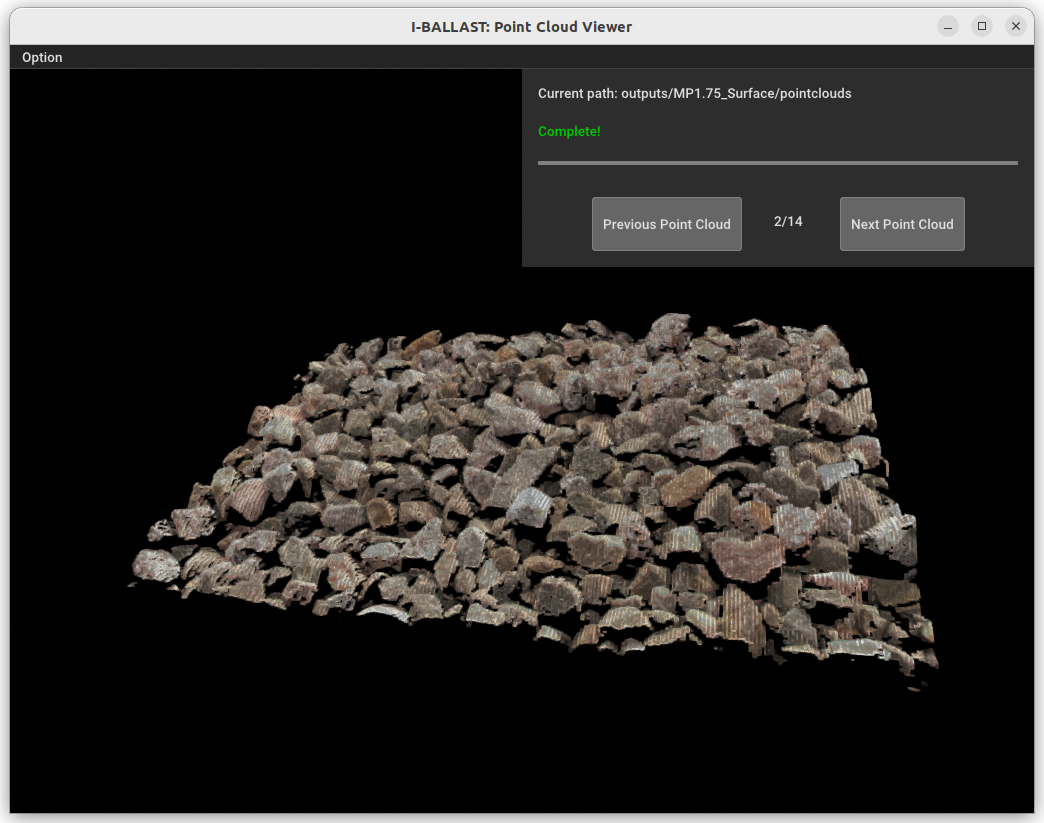 I-BALLAST: Point Cloud Viewer
Option
Current path: outputs/MP1.75_Surface/pointclouds
Complete!
Previous Point Cloud
2/14
Next Point Cloud